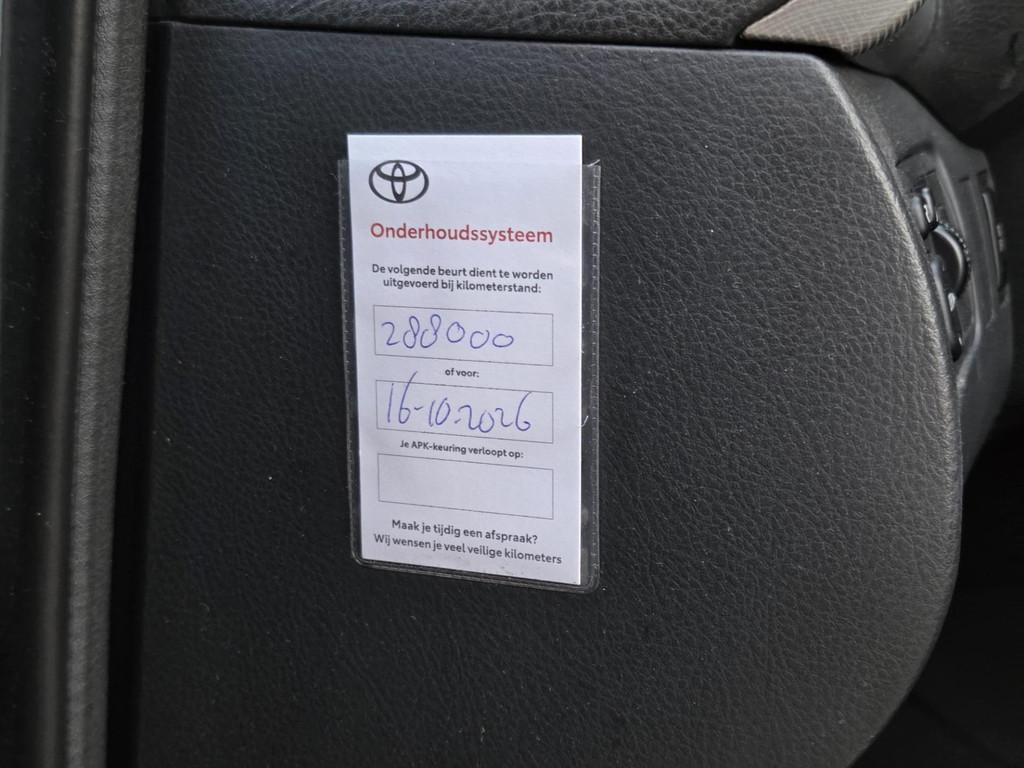 Onderhoudssysteem
De volgende beurt dient te worden
uitgevoerd bij kilometerstand:
288000
of voor:
16-10-2026
Je APK-keuring verloopt op:
Maak je tijdig een afspraak?
Wij wensen je veel veilige kilometers